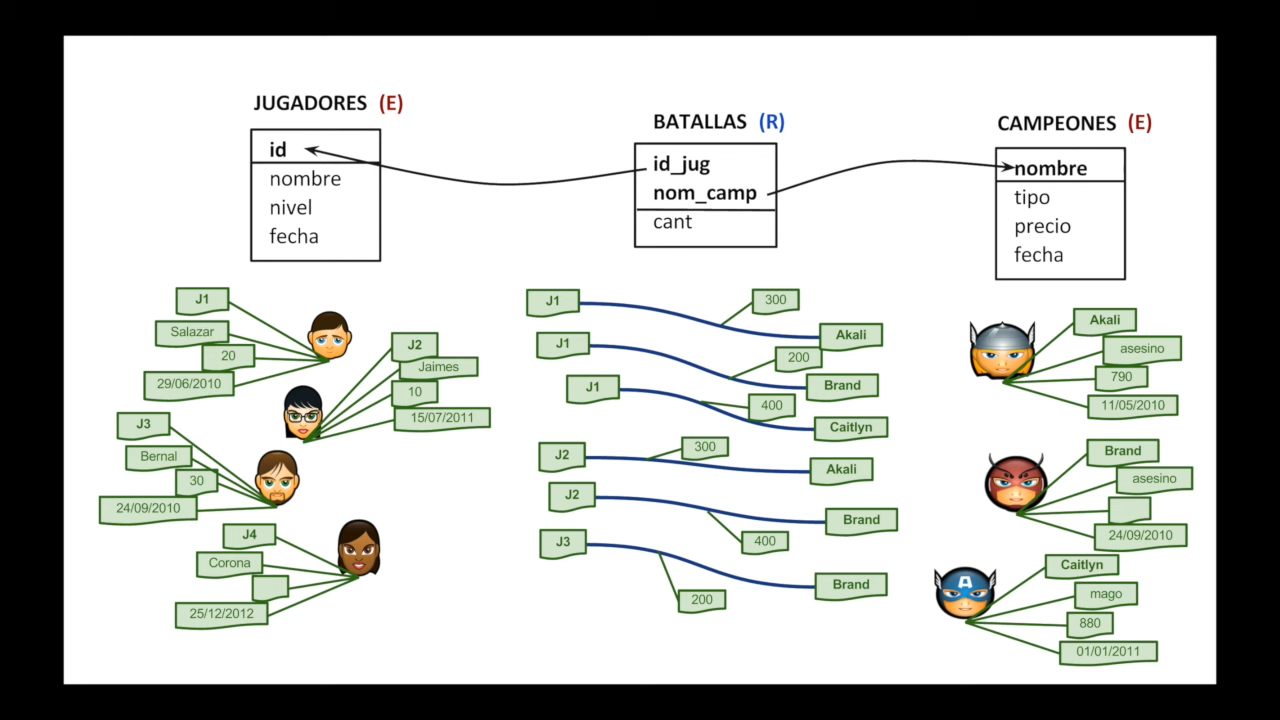 JUGADORES (E)
id
nombre
nivel
fecha
BATALLAS (R)
id_jug
nom_camp
cant
CAMPEONES (E)
nombre
tipo
precio
fecha
J1
Salazar
20
29/06/2010
J2
Jaimes
10
15/07/2011
J3
Bernal
30
24/09/2010
J4
Corona
25/12/2012
J1 300 Akali
J1 200 Brand
J1 400 Caitlyn
J2 300 Akali
J2 400 Brand
J3 200 Brand
Akali
asesino
790
11/05/2010
Brand
asesino
24/09/2010
Caitlyn
mago
880
01/01/2011
A